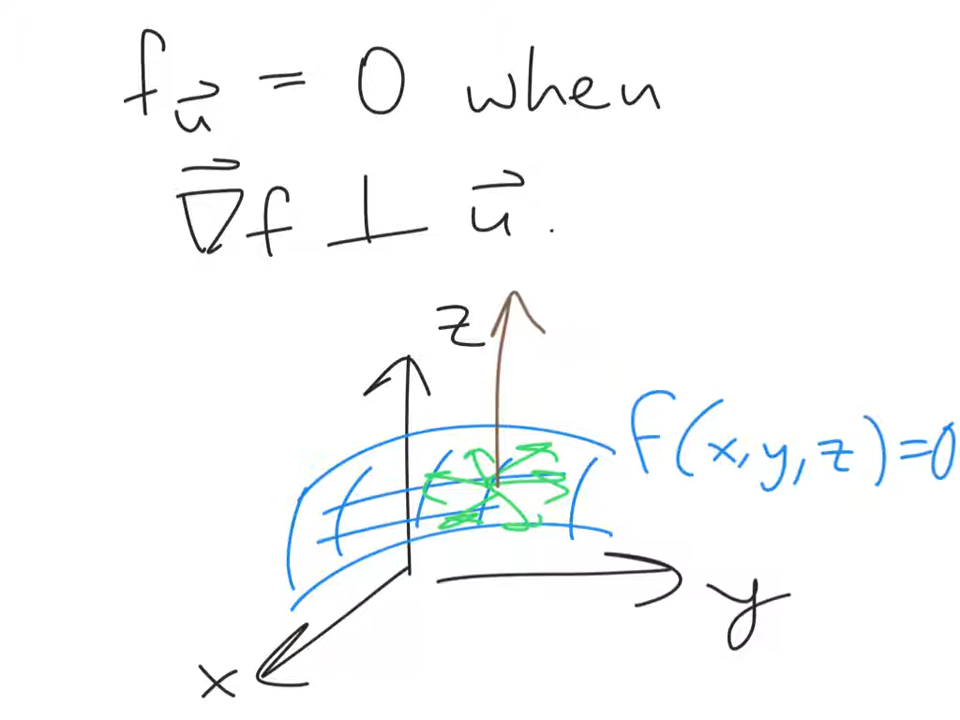 f_u⃗ = 0 when
∇⃗f ⊥ u⃗.
z
f(x,y,z)=0
y
x